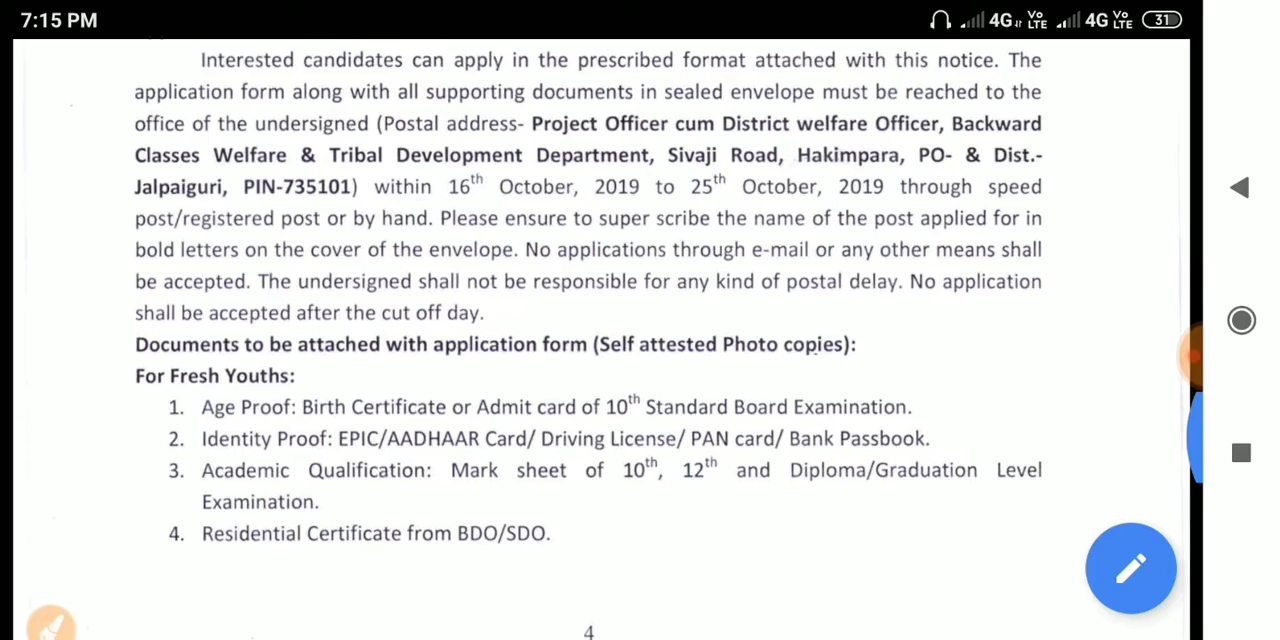 7:15 PM 4G Vo LTE 4G Vo LTE 31
Interested candidates can apply in the prescribed format attached with this notice. The
application form along with all supporting documents in sealed envelope must be reached to the
office of the undersigned (Postal address- Project Officer cum District welfare Officer, Backward
Classes Welfare & Tribal Development Department, Sivaji Road, Hakimpara, PO- & Dist.-
Jalpaiguri, PIN-735101) within 16th October, 2019 to 25th October, 2019 through speed
post/registered post or by hand. Please ensure to super scribe the name of the post applied for in
bold letters on the cover of the envelope. No applications through e-mail or any other means shall
be accepted. The undersigned shall not be responsible for any kind of postal delay. No application
shall be accepted after the cut off day.
Documents to be attached with application form (Self attested Photo copies):
For Fresh Youths:
1. Age Proof: Birth Certificate or Admit card of 10th Standard Board Examination.
2. Identity Proof: EPIC/AADHAAR Card/ Driving License/ PAN card/ Bank Passbook.
3. Academic Qualification: Mark sheet of 10th, 12th and Diploma/Graduation Level
Examination.
4. Residential Certificate from BDO/SDO.
4